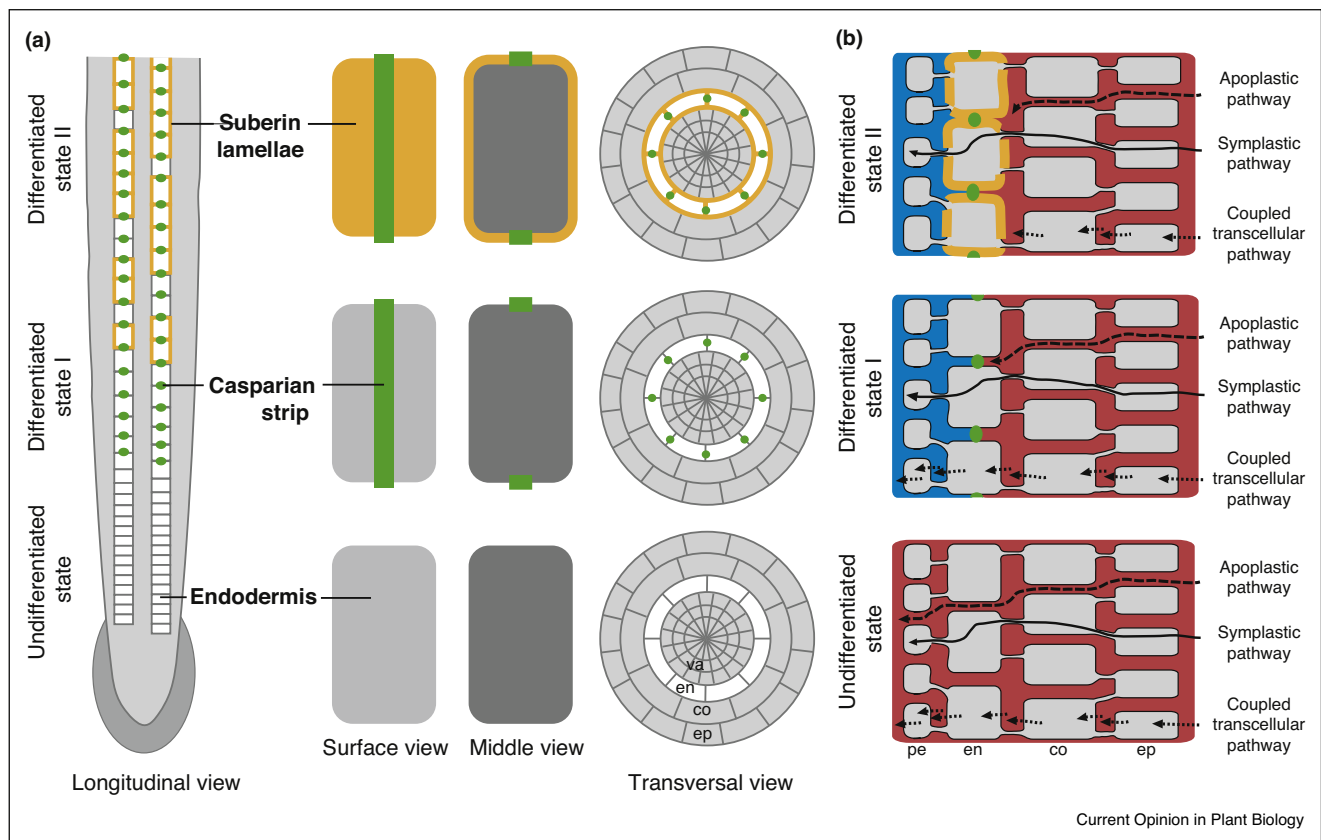 (a)
Differentiated
state II
Suberin
lamellae
Differentiated
state I
Casparian
strip
Undifferentiated
state
Endodermis
va
en
co
ep
Surface view
Middle view
Longitudinal view
Transversal view
(b)
Differentiated
state II
Apoplastic
pathway
Symplastic
pathway
Coupled
transcellular
pathway
Differentiated
state I
Apoplastic
pathway
Symplastic
pathway
Coupled
transcellular
pathway
Undifferentiated
state
Apoplastic
pathway
Symplastic
pathway
Coupled
transcellular
pathway
pe
en
co
ep
Current Opinion in Plant Biology